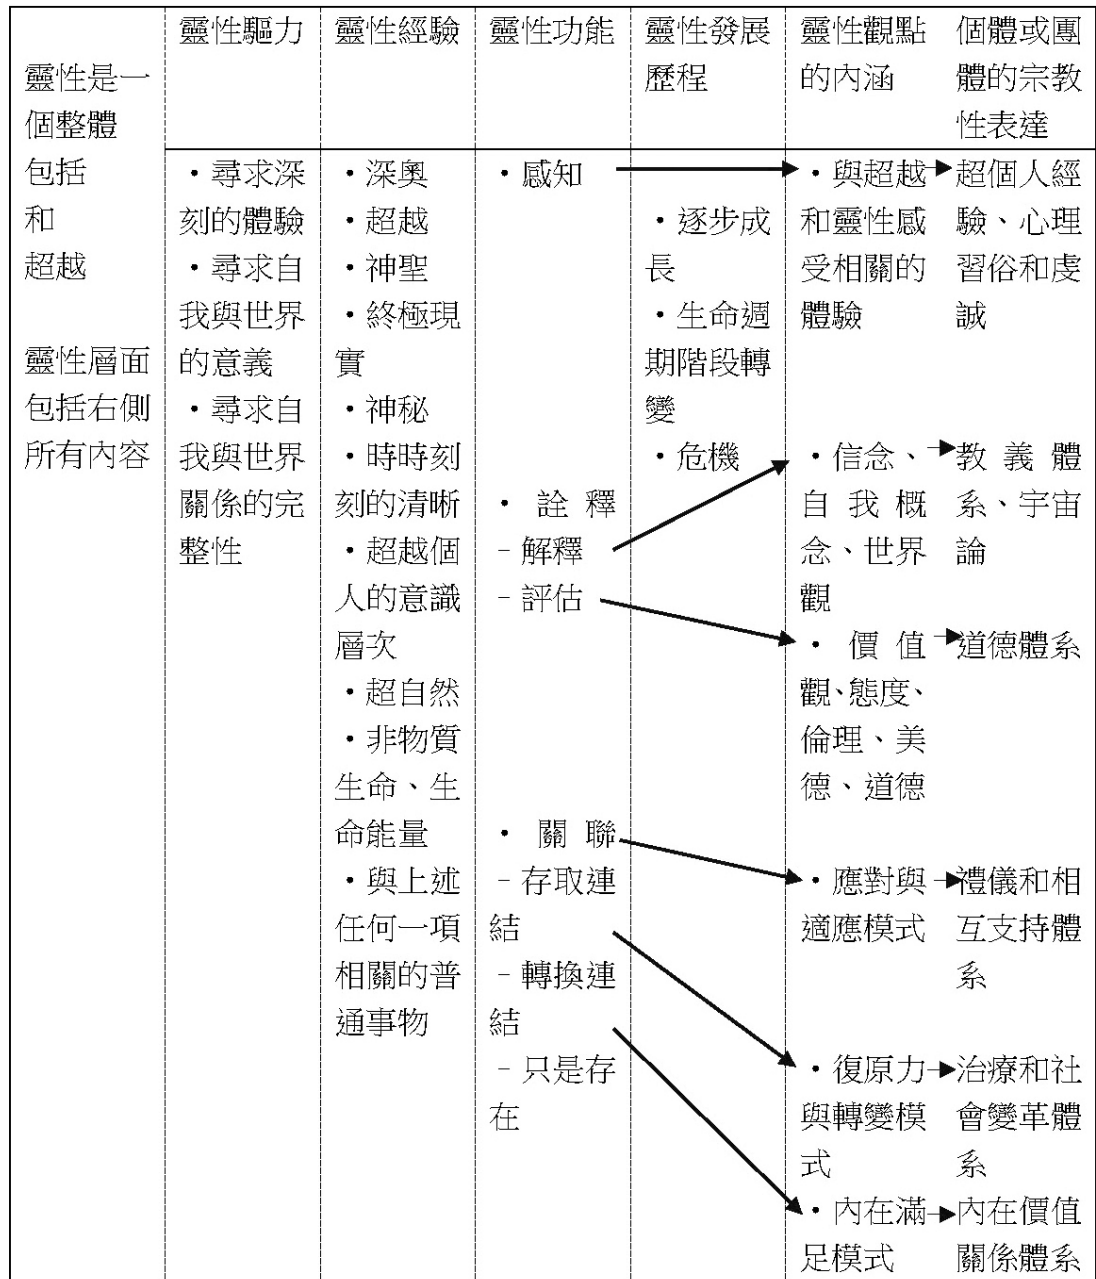 靈性是一
個整體
包括
和
超越
靈性層面
包括右側
所有內容
靈性驅力
・尋求深
刻的體驗
・尋求自
我與世界
的意義
・尋求自
我與世界
關係的完
整性
靈性經驗
・深奧
・超越
・神聖
・終極現
實
・神秘
・時時刻
刻的清晰
・超越個
人的意識
層次
・超自然
・非物質
生命、生
命能量
・與上述
任何一項
相關的普
通事物
靈性功能
・感知
・ 詮 釋
–解釋
–評估
・ 關 聯
–存取連
結
–轉換連
結
–只是存
在
靈性發展
歷程
・逐步成
長
・生命週
期階段轉
變
・危機
靈性觀點
的內涵
・與超越
和靈性感
受相關的
體驗
・信念、
自 我 概
念、世界
觀
・ 價 值
觀、態度、
倫理、美
德、道德
・應對與
適應模式
・復原力
與轉變模
式
・內在滿
足模式
個體或團
體的宗教
性表達
超個人經
驗、心理
習俗和虔
誠
教 義 體
系、宇宙
論
道德體系
禮儀和相
互支持體
系
治療和社
會變革體
系
內在價值
關係體系